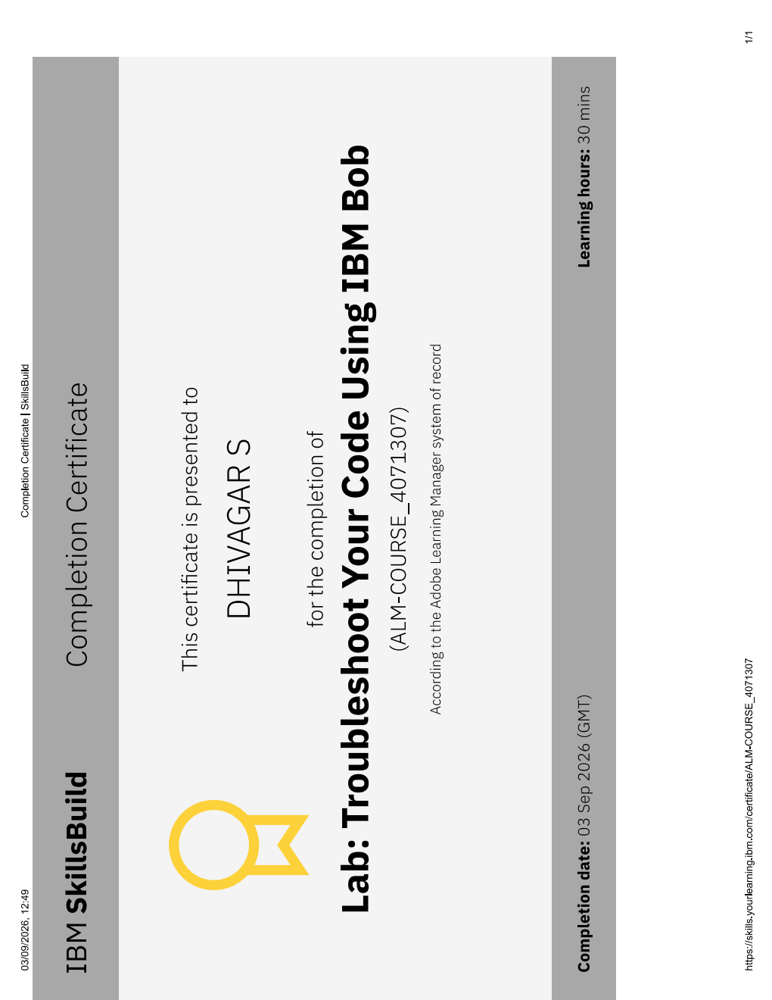 03/09/2026, 12:49 Completion Certificate | SkillsBuild
IBM SkillsBuild Completion Certificate
This certificate is presented to
DHIVAGAR S
for the completion of
Lab: Troubleshoot Your Code Using IBM Bob
(ALM-COURSE_4071307)
According to the Adobe Learning Manager system of record
Completion date: 03 Sep 2026 (GMT) Learning hours: 30 mins
https://skills.yourlearning.ibm.com/certificate/ALM-COURSE_4071307 1/1